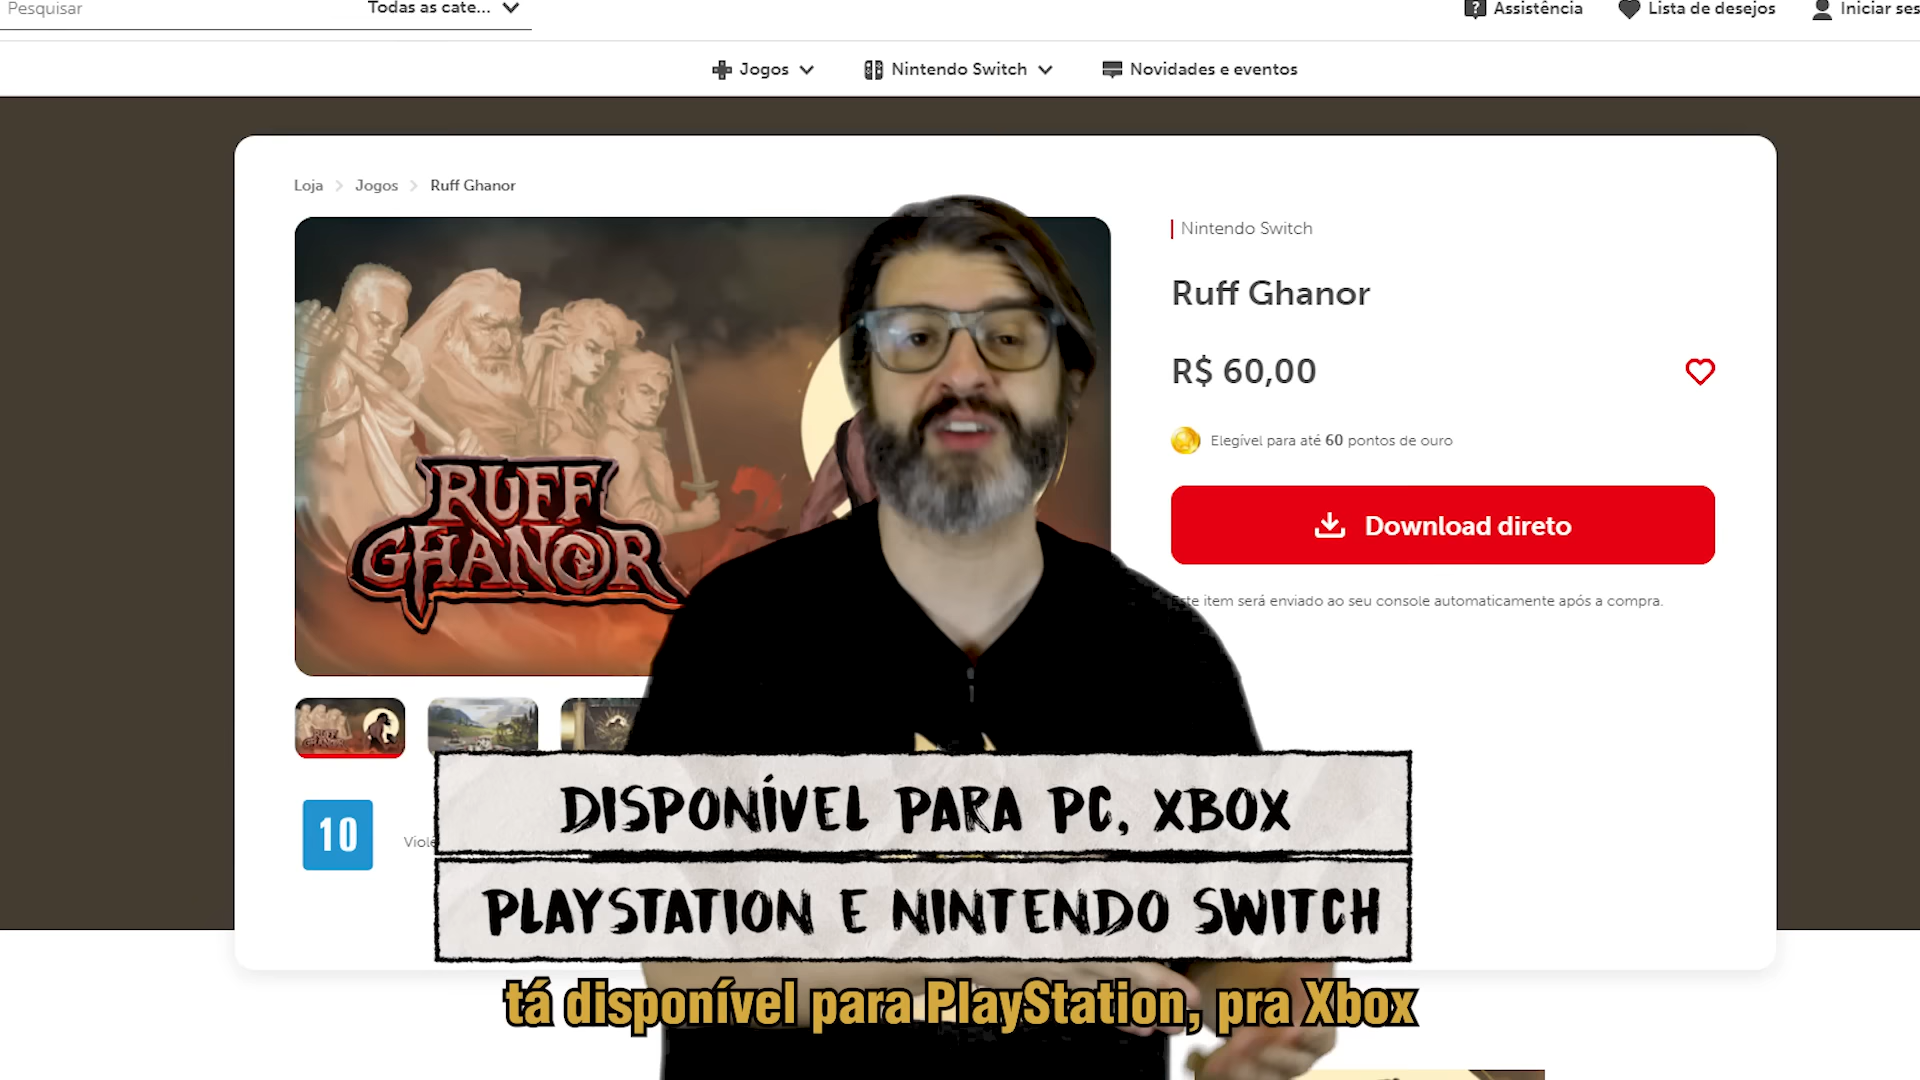 Pesquisar
Todas as cate...
Assistência
Lista de desejos
Iniciar ses
Jogos
Nintendo Switch
Novidades e eventos
Loja > Jogos > Ruff Ghanor
RUFF
GHANOR
Nintendo Switch
Ruff Ghanor
R$ 60,00
Elegível para até 60 pontos de ouro
Download direto
ste item será enviado ao seu console automaticamente após a compra.
10
Viole
DISPONÍVEL PARA PC, XBOX
PLAYSTATION E NINTENDO SWITCH
tá disponível para PlayStation, pra Xbox